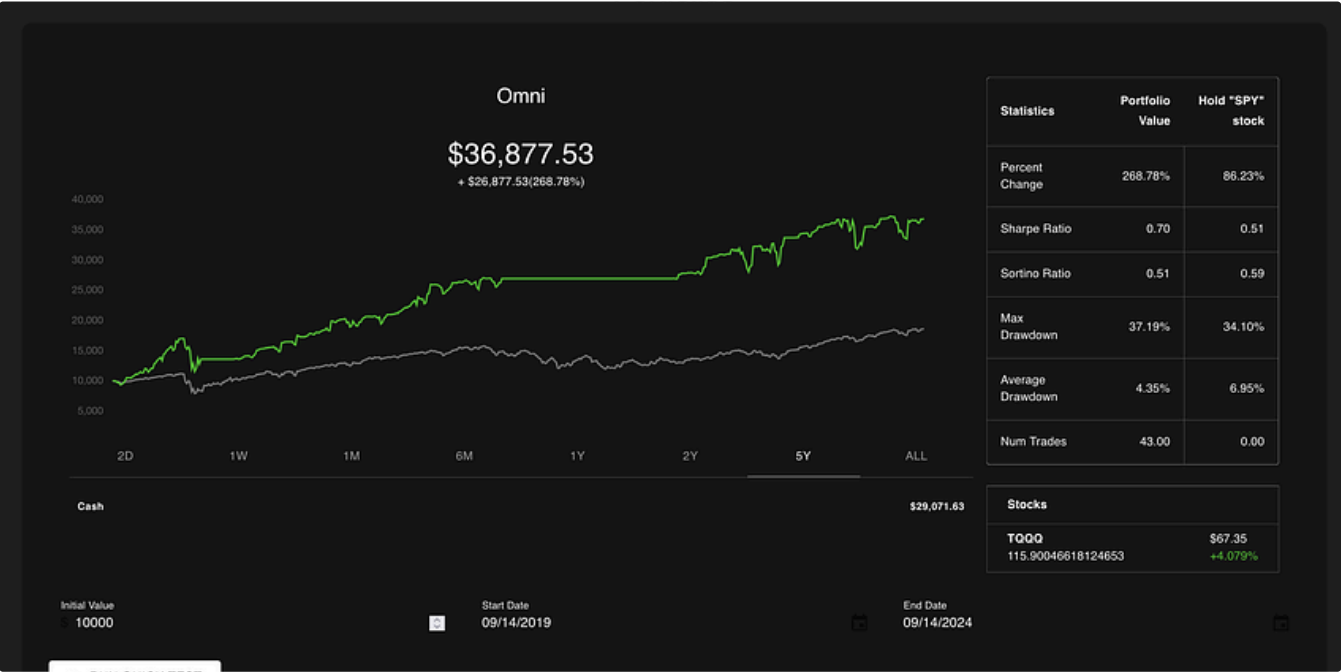 Omni
$36,877.53
+ $26,877.53(268.78%)
40,000
35,000
30,000
25,000
20,000
15,000
10,000
5,000
2D 1W 1M 6M 1Y 2Y 5Y ALL
Cash $29,071.63
Statistics Portfolio Value Hold "SPY" stock
Percent Change 268.78% 86.23%
Sharpe Ratio 0.70 0.51
Sortino Ratio 0.51 0.59
Max Drawdown 37.19% 34.10%
Average Drawdown 4.35% 6.95%
Num Trades 43.00 0.00
Stocks
TQQQ $67.35
115.90046618124653 +4.079%
Initial Value Start Date End Date
$ 10000 09/14/2019 09/14/2024